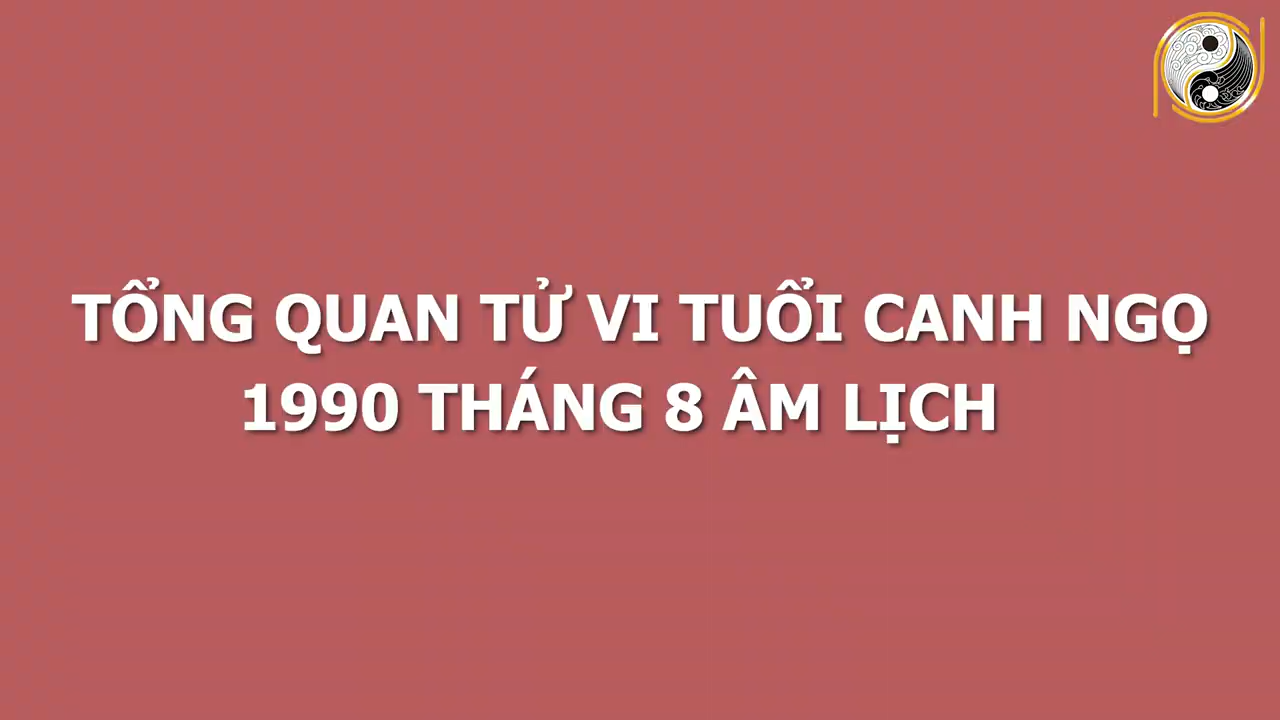 TỔNG QUAN TỬ VI TUỔI CANH NGỌ
1990 THÁNG 8 ÂM LỊCH